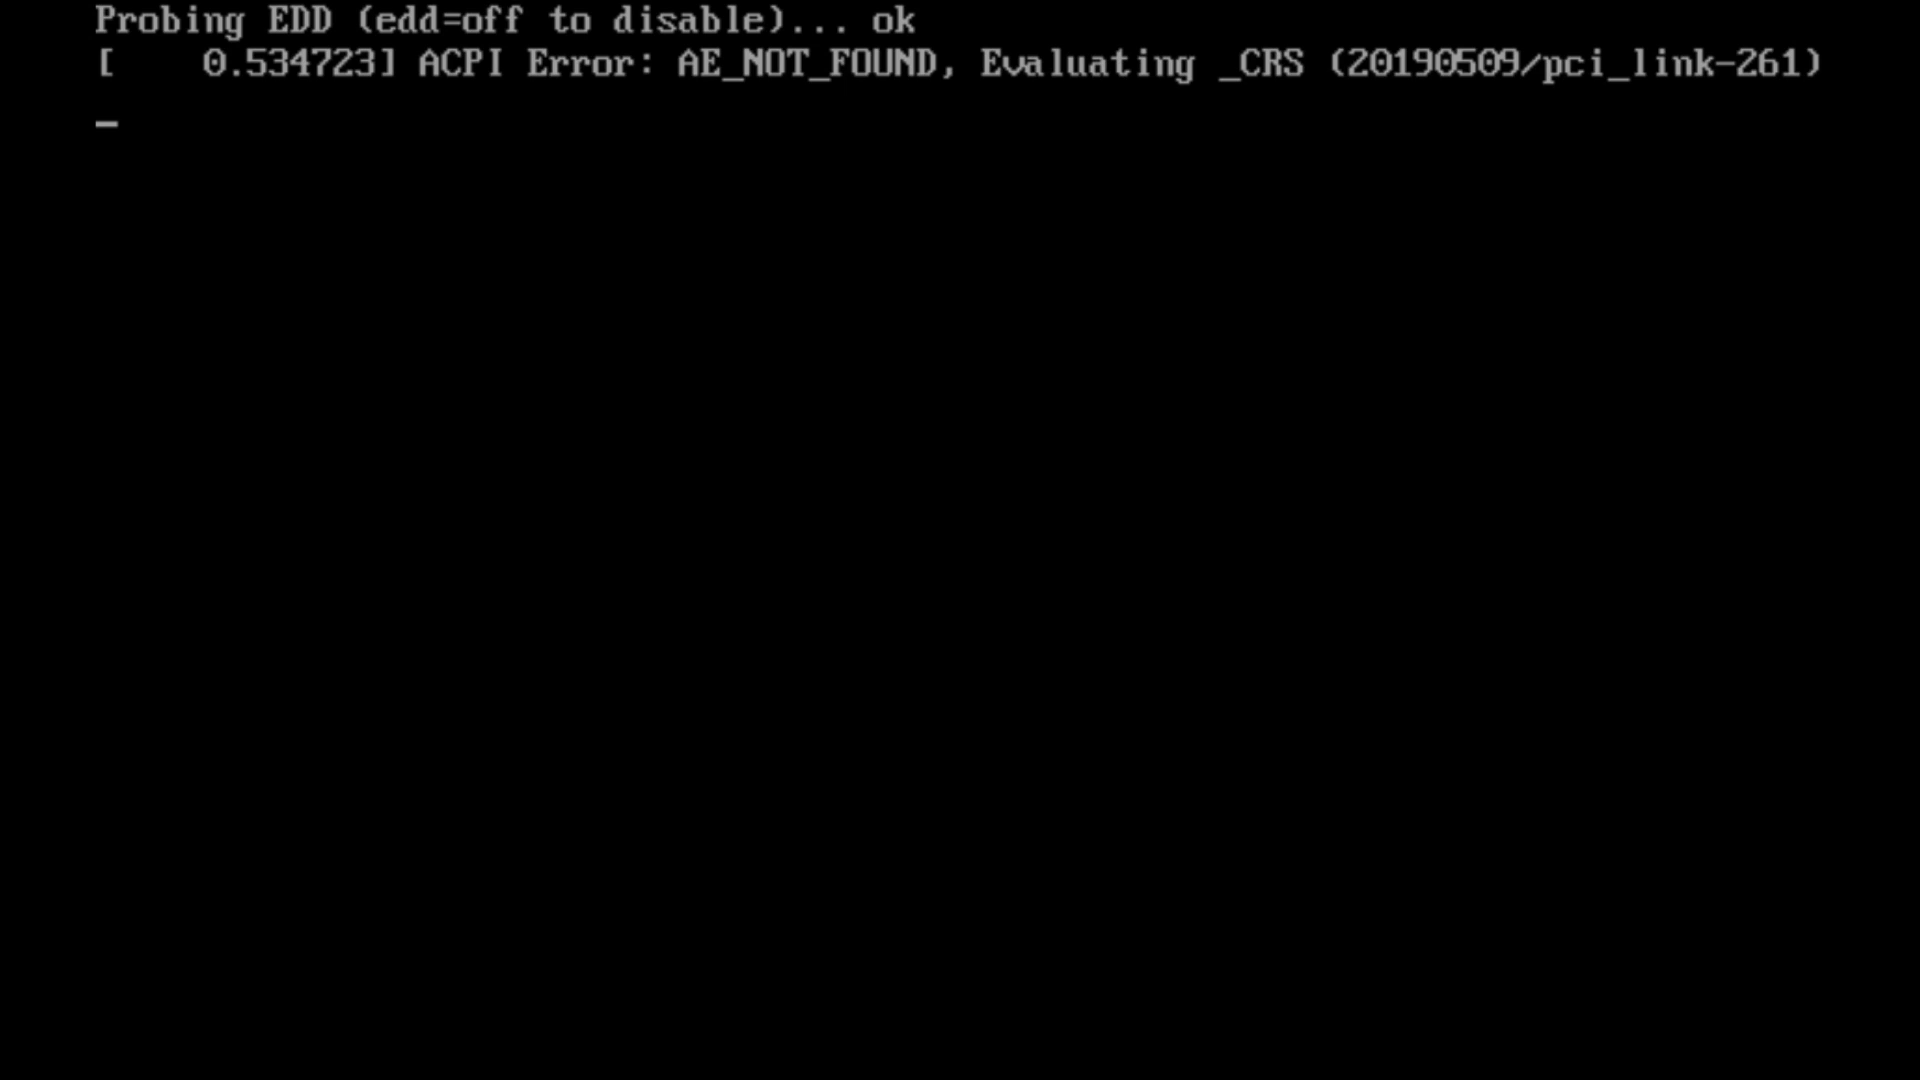 Probing EDD (edd=off to disable)... ok
[    0.534723] ACPI Error: AE_NOT_FOUND, Evaluating _CRS (20190509/pci_link-261)
_